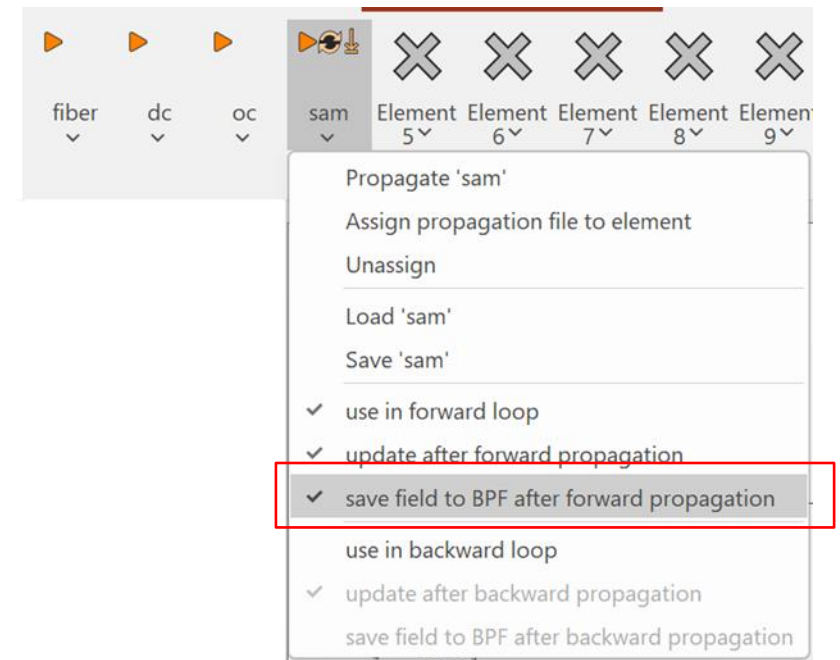 fiber dc oc sam Element Element Element Element Elemen
5 6 7 8 9
Propagate 'sam'
Assign propagation file to element
Unassign
Load 'sam'
Save 'sam'
use in forward loop
update after forward propagation
save field to BPF after forward propagation
use in backward loop
update after backward propagation
save field to BPF after backward propagation